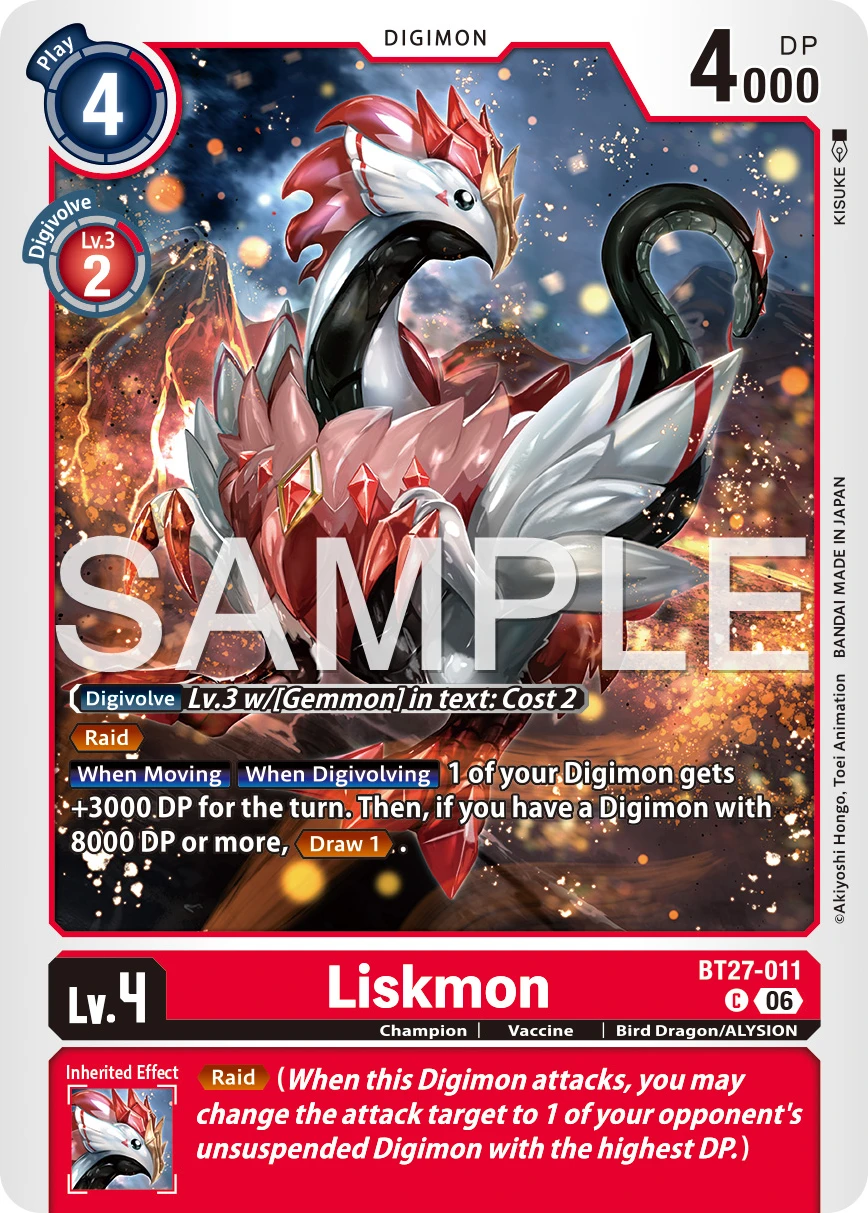 DIGIMON
Play
4
DP
4000
Digivolve
Lv.3
2
KISUKE
BANDAI MADE IN JAPAN
©Akiyoshi Hongo, Toei Animation
SAMPLE
Digivolve Lv.3 w/[Gemmon] in text: Cost 2
Raid
When Moving When Digivolving 1 of your Digimon gets
+3000 DP for the turn. Then, if you have a Digimon with
8000 DP or more, Draw 1 .
Lv.4
Liskmon
BT27-011
C 06
Champion | Vaccine | Bird Dragon/ALYSION
Inherited Effect
Raid (When this Digimon attacks, you may
change the attack target to 1 of your opponent's
unsuspended Digimon with the highest DP.)